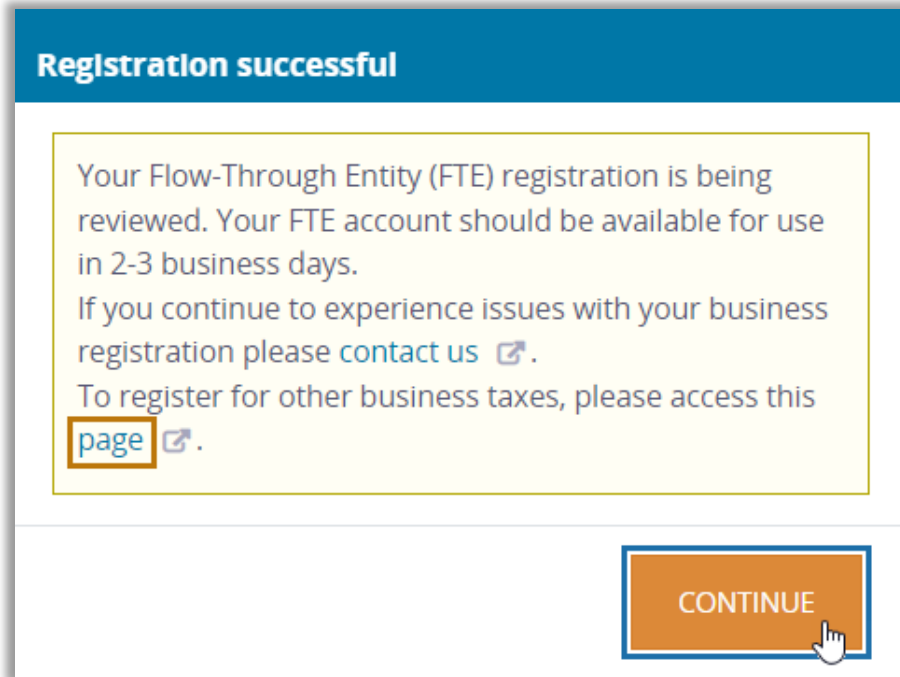 Registration successful
Your Flow-Through Entity (FTE) registration is being
reviewed. Your FTE account should be available for use
in 2-3 business days.
If you continue to experience issues with your business
registration please contact us .
To register for other business taxes, please access this
page .
CONTINUE